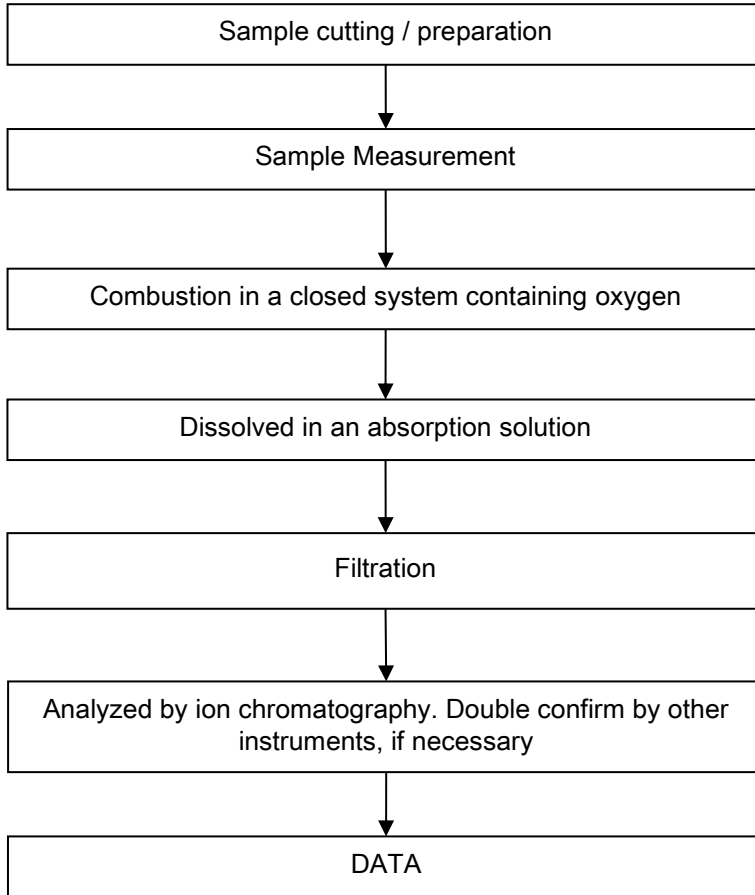 Sample cutting / preparation
Sample Measurement
Combustion in a closed system containing oxygen
Dissolved in an absorption solution
Filtration
Analyzed by ion chromatography. Double confirm by other
instruments, if necessary
DATA